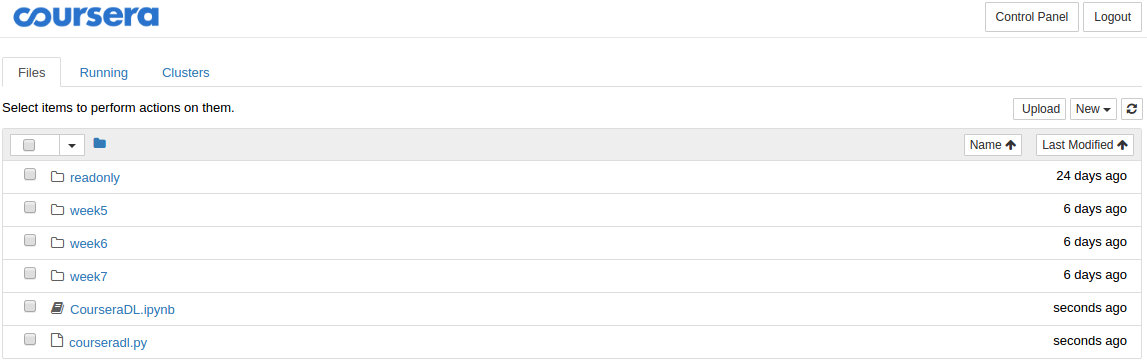 coursera
Control Panel Logout
Files Running Clusters
Select items to perform actions on them.
Upload New
Name Last Modified
readonly 24 days ago
week5 6 days ago
week6 6 days ago
week7 6 days ago
CourseraDL.ipynb seconds ago
courseradl.py seconds ago